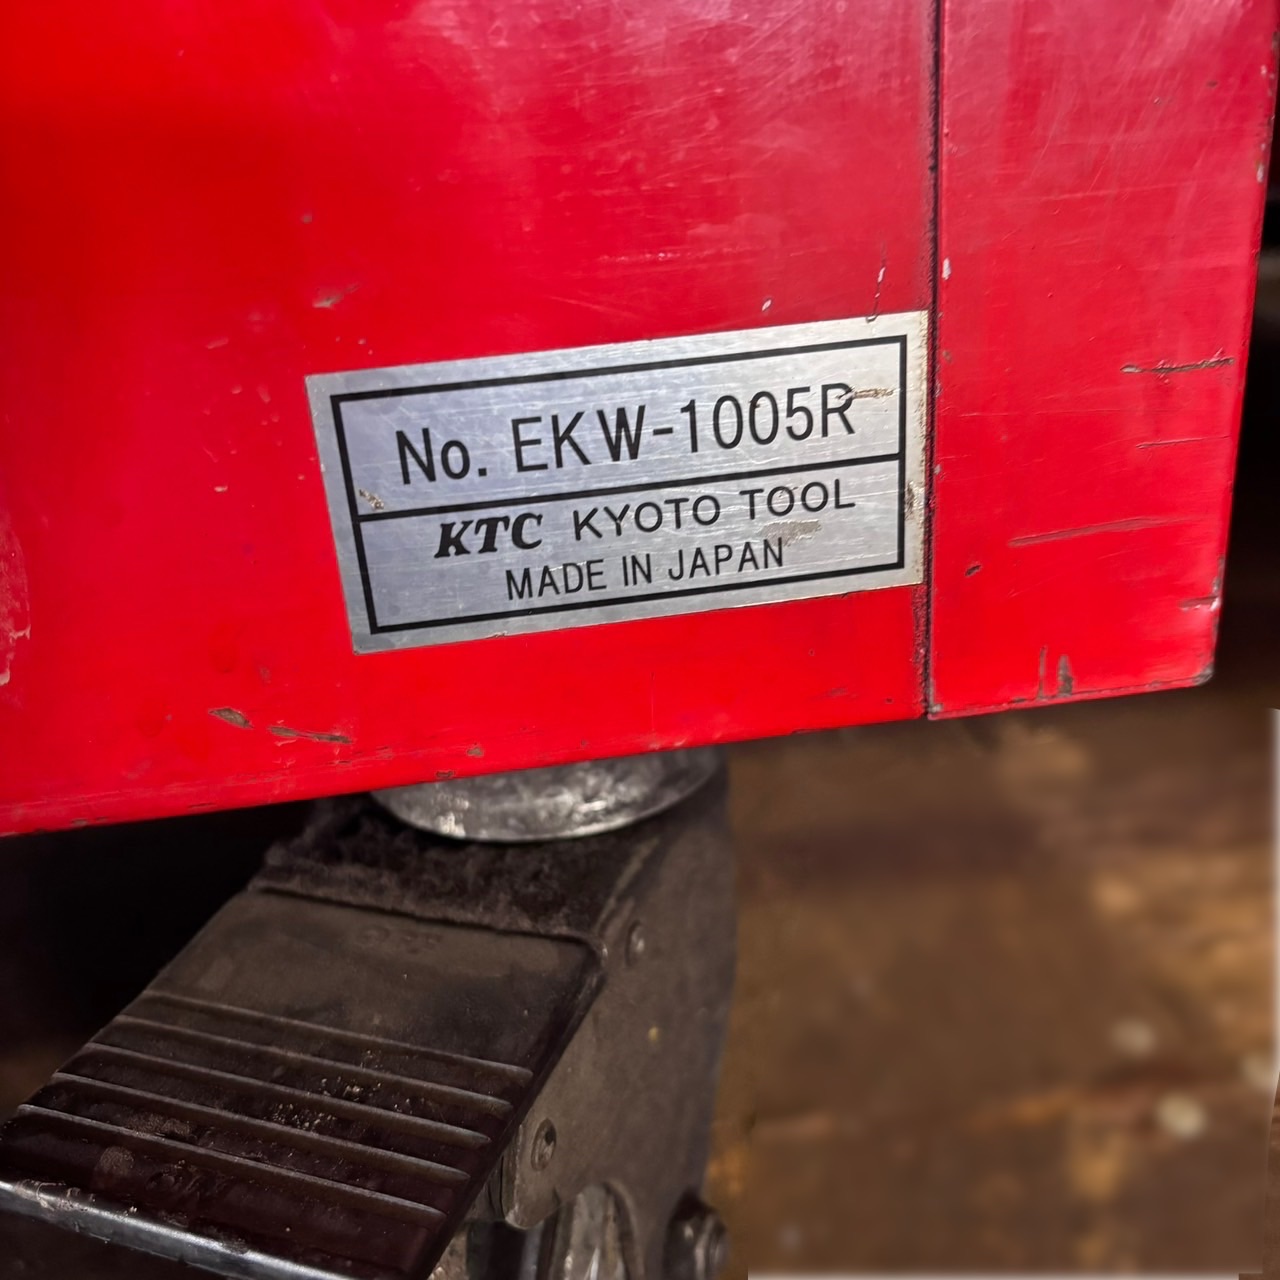 No. EKW-1005R
KTC KYOTO TOOL
MADE IN JAPAN